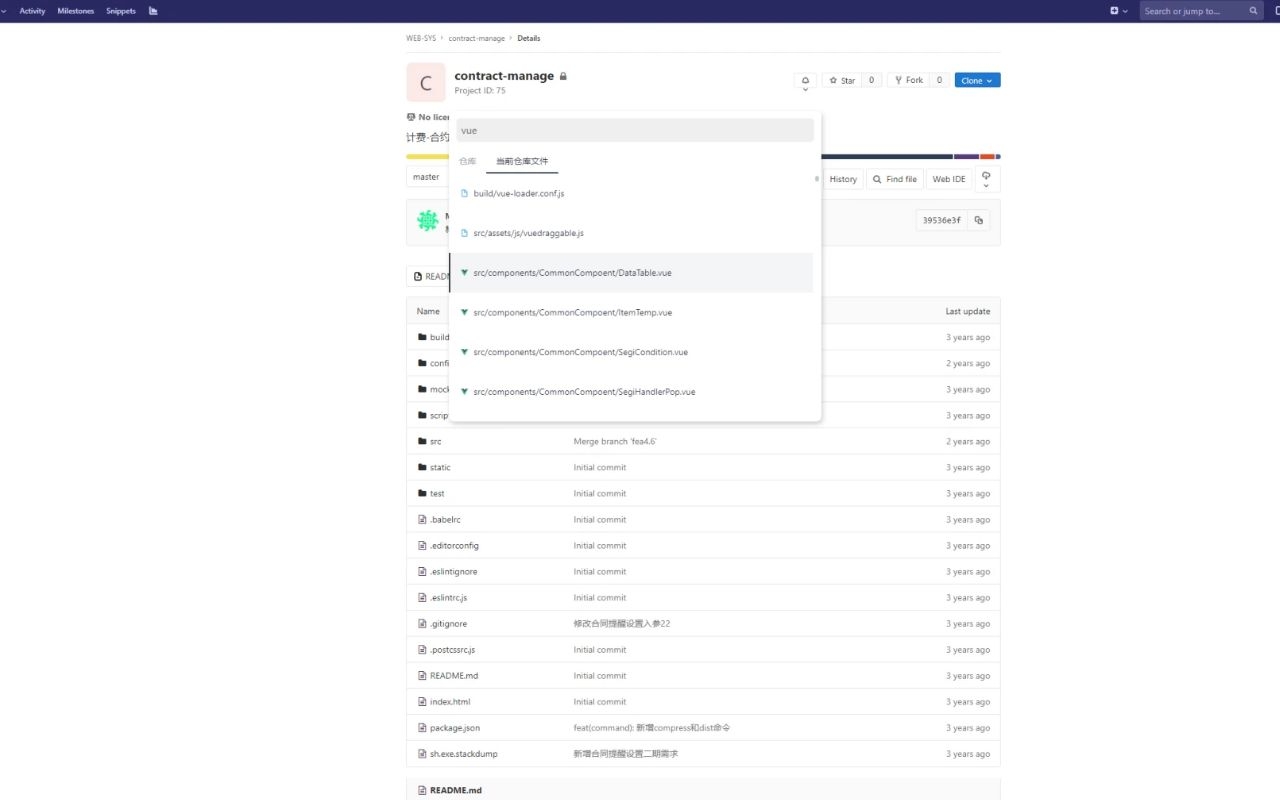 Activity Milestones Snippets
Search or jump to...
WEB-SYS › contract-manage › Details
C
contract-manage
Project ID: 75
Star 0 Fork 0 Clone
No licen
计费-合约
vue
仓库 当前仓库文件
master
History Find file Web IDE
build/vue-loader.conf.js
39536e3f
src/assets/js/vuedraggable.js
src/components/CommonCompoent/DataTable.vue
READM
src/components/CommonCompoent/ItemTemp.vue
Name Last update
build 3 years ago
src/components/CommonCompoent/SegiCondition.vue
confi 2 years ago
mock 3 years ago
src/components/CommonCompoent/SegiHandlerPop.vue
scrip 3 years ago
src Merge branch 'fea4.6' 2 years ago
static Initial commit 3 years ago
test Initial commit 3 years ago
.babelrc Initial commit 3 years ago
.editorconfig Initial commit 3 years ago
.eslintignore Initial commit 3 years ago
.eslintrc.js Initial commit 3 years ago
.gitignore 修改合同提醒设置入参22 3 years ago
.postcssrc.js Initial commit 3 years ago
README.md Initial commit 3 years ago
index.html Initial commit 3 years ago
package.json feat(command): 新增compress和dist命令 3 years ago
sh.exe.stackdump 新增合同提醒设置二期需求 3 years ago
README.md